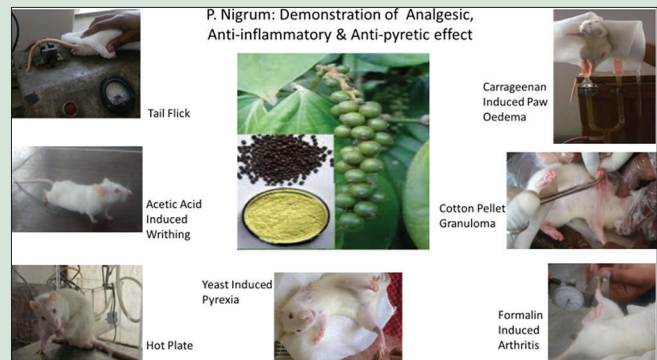 P. Nigrum: Demonstration of Analgesic,
Anti-inflammatory & Anti-pyretic effect
Tail Flick
Carrageenan
Induced Paw
Oedema
Acetic Acid
Induced
Writhing
Cotton Pellet
Granuloma
Hot Plate
Yeast Induced
Pyrexia
Formalin
Induced
Arthritis